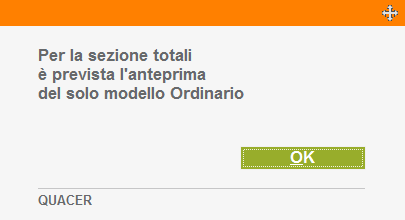 Per la sezione totali
è prevista l'anteprima
del solo modello Ordinario
OK
QUACER